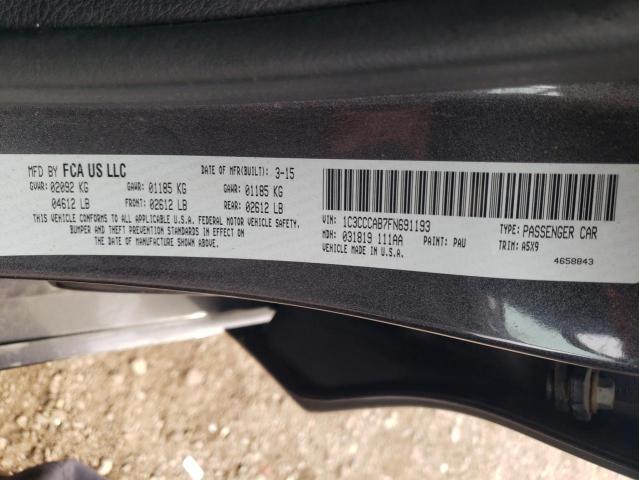 MFD BY FCA US LLC DATE OF MFR(BUILT): 3-15
GVWR: 02092 KG GAWR: 01185 KG GAWR: 01185 KG
04612 LB FRONT: 02612 LB REAR: 02612 LB
THIS VEHICLE CONFORMS TO ALL APPLICABLE U.S.A. FEDERAL MOTOR VEHICLE SAFETY,
BUMPER AND THEFT PREVENTION STANDARDS IN EFFECT ON THE DATE OF
MFR SHOWN ABOVE.
VIN: 1C3CCCAB7FN691193 TYPE: PASSENGER CAR
MDH: 031819 111AA PAINT: PAU TRIM: A5X9
VEHICLE MADE IN U.S.A. 4658843